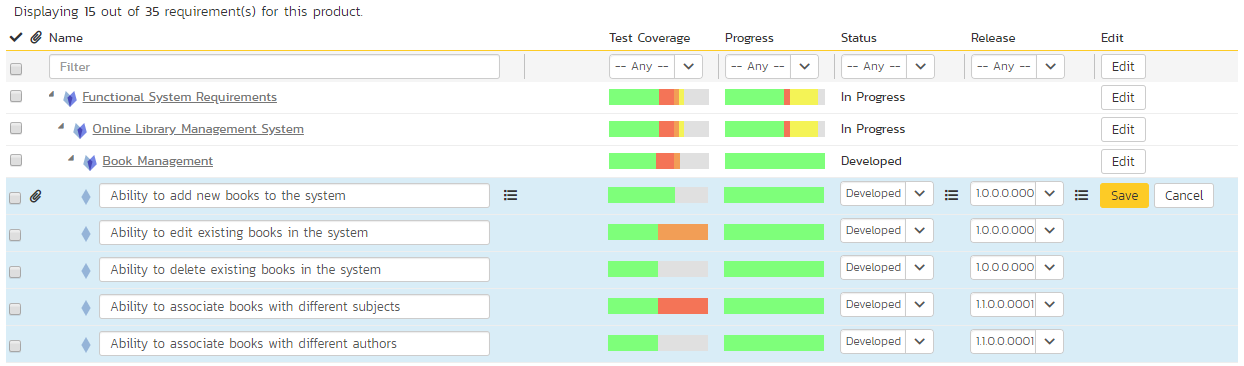 Displaying 15 out of 35 requirement(s) for this product.
Name Test Coverage Progress Status Release Edit
Filter -- Any -- -- Any -- -- Any -- -- Any -- Edit
Functional System Requirements In Progress Edit
Online Library Management System In Progress Edit
Book Management Developed Edit
Ability to add new books to the system Developed 1.0.0.0.000 Save Cancel
Ability to edit existing books in the system Developed 1.0.0.0.000
Ability to delete existing books in the system Developed 1.0.0.0.000
Ability to associate books with different subjects Developed 1.1.0.0.0001
Ability to associate books with different authors Developed 1.1.0.0.0001